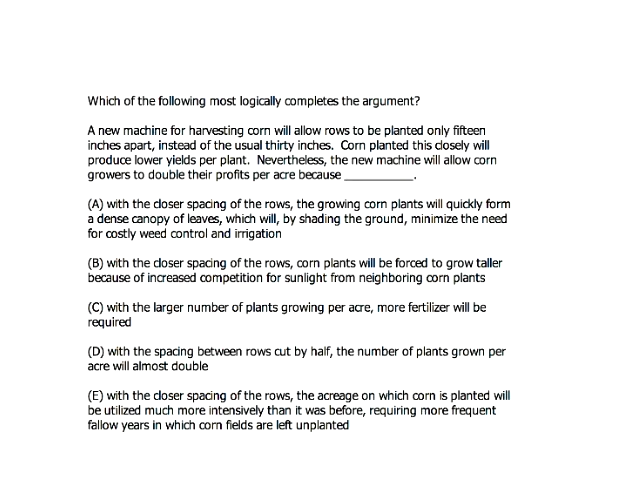 Which of the following most logically completes the argument?
A new machine for harvesting corn will allow rows to be planted only fifteen
inches apart, instead of the usual thirty inches. Corn planted this closely will
produce lower yields per plant. Nevertheless, the new machine will allow corn
growers to double their profits per acre because ___________.
(A) with the closer spacing of the rows, the growing corn plants will quickly form
a dense canopy of leaves, which will, by shading the ground, minimize the need
for costly weed control and irrigation
(B) with the closer spacing of the rows, corn plants will be forced to grow taller
because of increased competition for sunlight from neighboring corn plants
(C) with the larger number of plants growing per acre, more fertilizer will be
required
(D) with the spacing between rows cut by half, the number of plants grown per
acre will almost double
(E) with the closer spacing of the rows, the acreage on which corn is planted will
be utilized much more intensively than it was before, requiring more frequent
fallow years in which corn fields are left unplanted